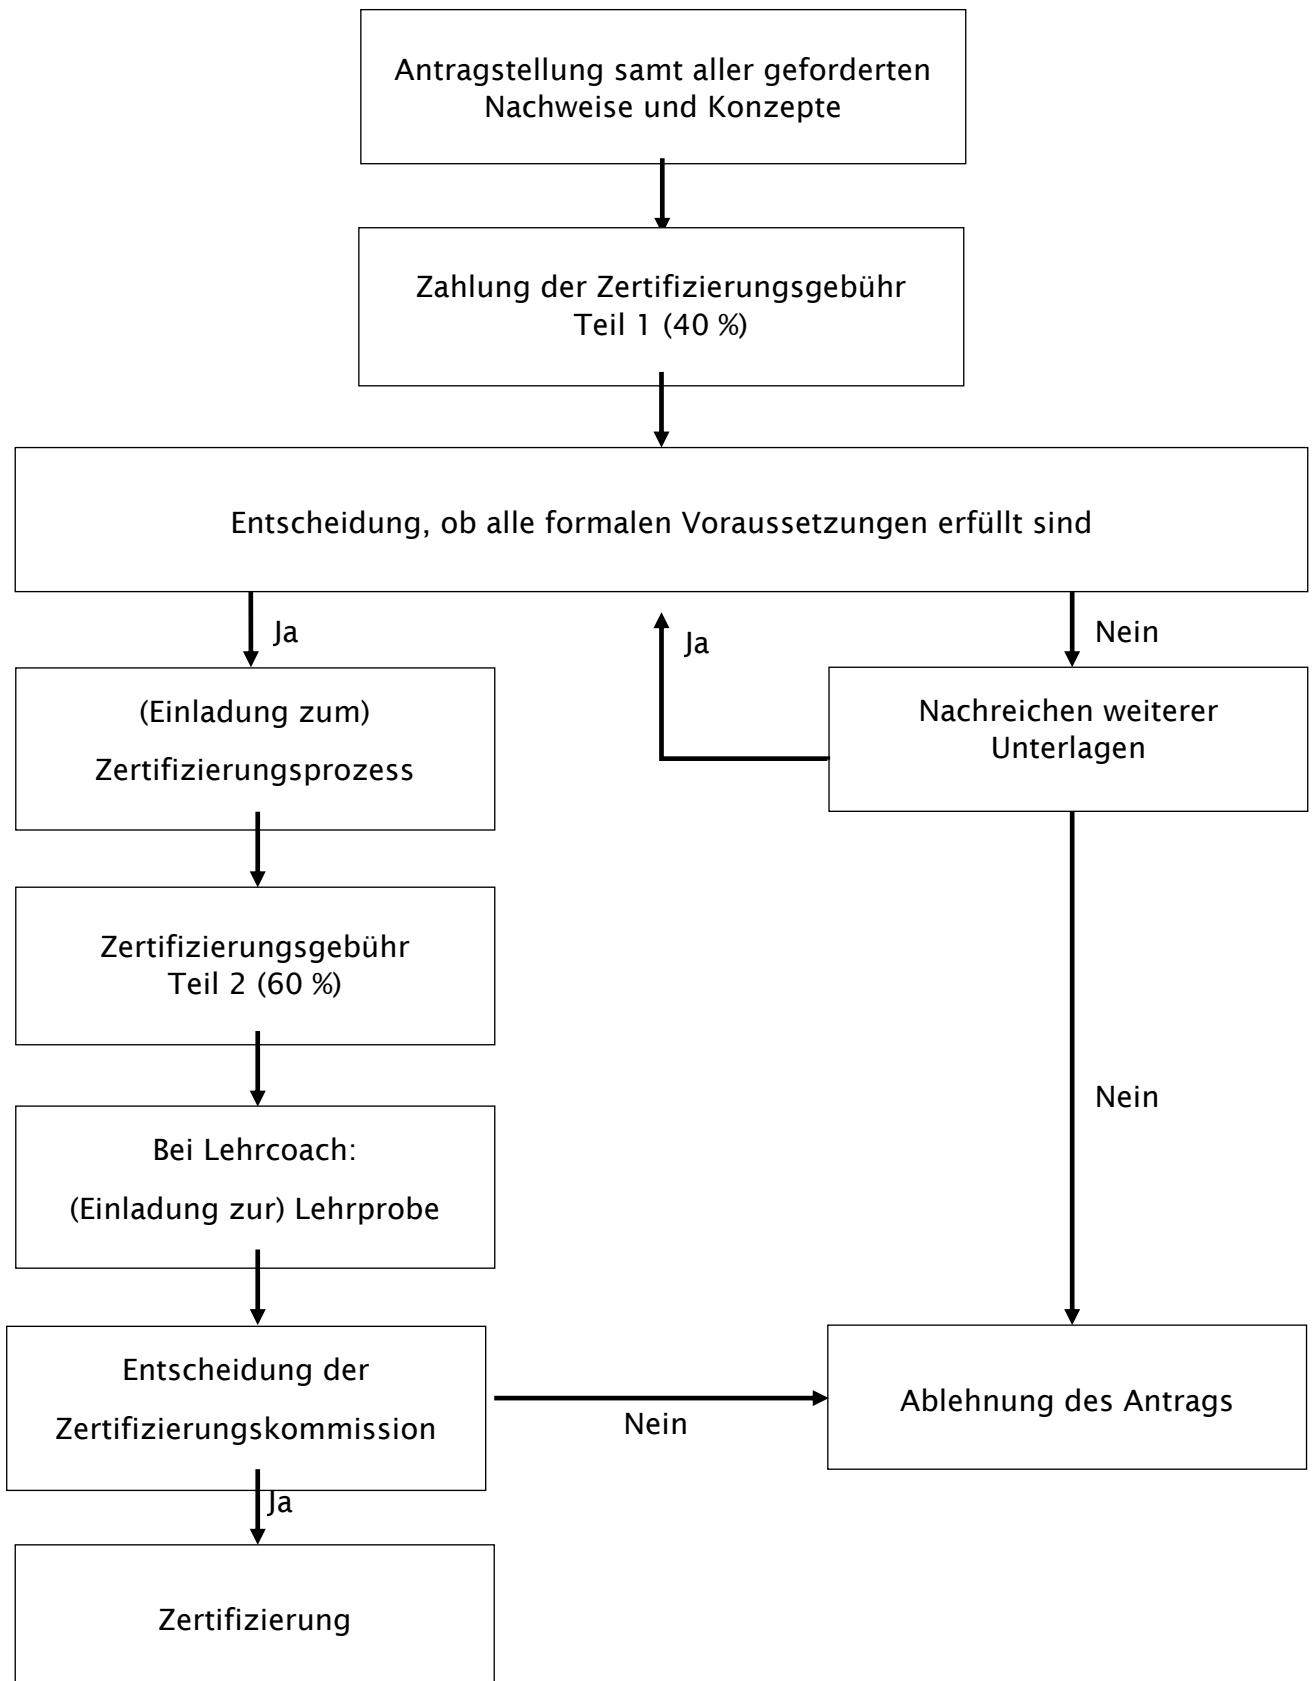 Antragstellung samt aller geforderten
Nachweise und Konzepte
Zahlung der Zertifizierungsgebühr
Teil 1 (40 %)
Entscheidung, ob alle formalen Voraussetzungen erfüllt sind
Ja
Ja
Nein
(Einladung zum)
Zertifizierungsprozess
Nachreichen weiterer
Unterlagen
Zertifizierungsgebühr
Teil 2 (60 %)
Nein
Bei Lehrcoach:
(Einladung zur) Lehrprobe
Entscheidung der
Zertifizierungskommission
Nein
Ablehnung des Antrags
Ja
Zertifizierung